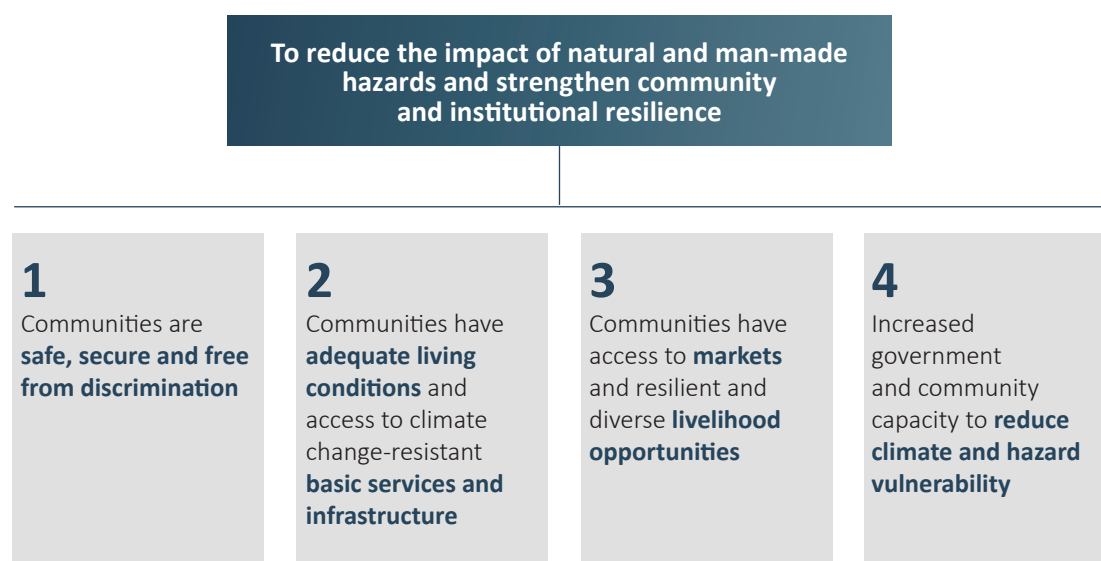 To reduce the impact of natural and man-made
hazards and strengthen community
and institutional resilience
1
Communities are
safe, secure and free
from discrimination
2
Communities have
adequate living
conditions and
access to climate
change-resistant
basic services and
infrastructure
3
Communities have
access to markets
and resilient and
diverse livelihood
opportunities
4
Increased
government
and community
capacity to reduce
climate and hazard
vulnerability